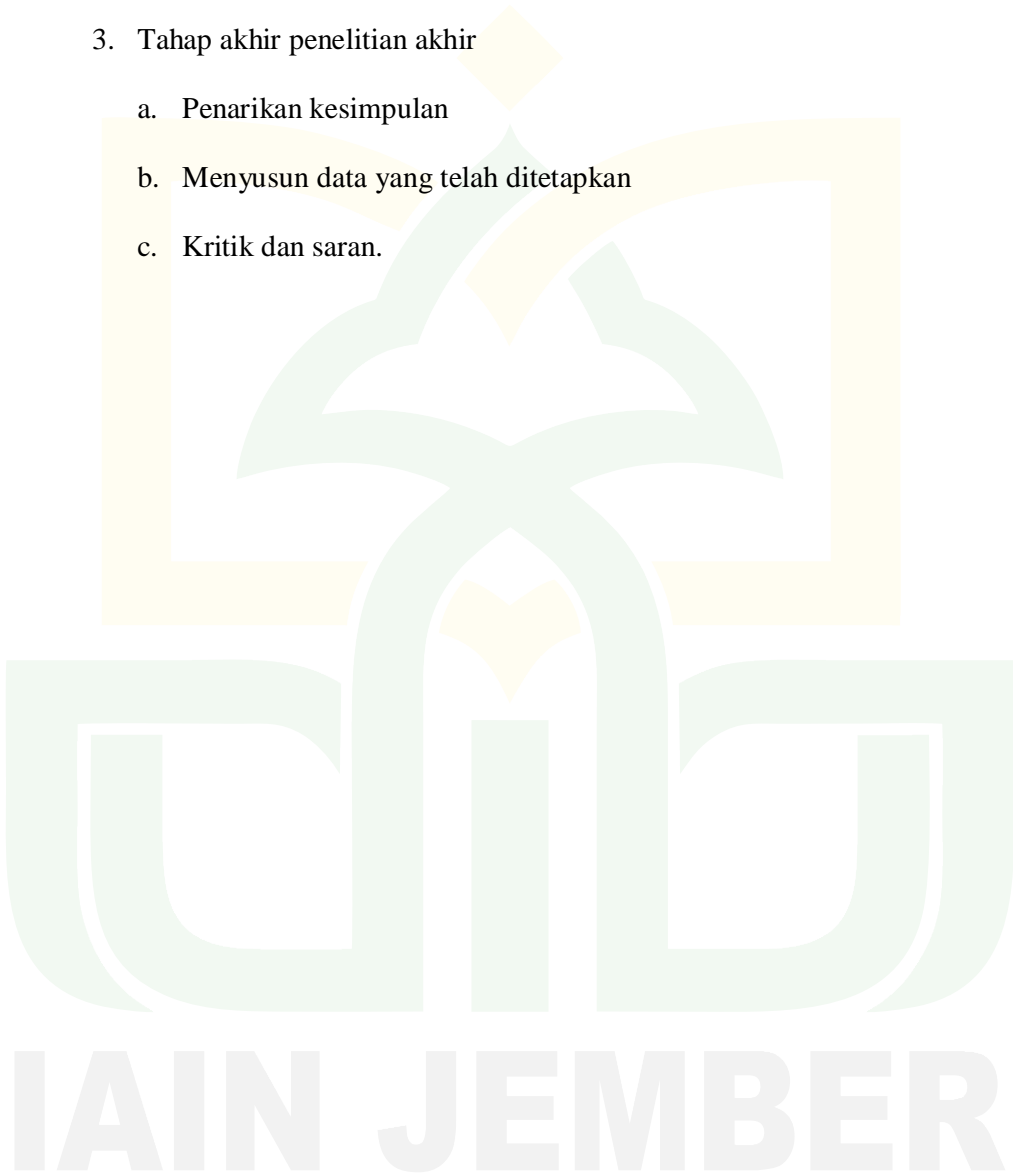 3. Tahap akhir penelitian akhir
a. Penarikan kesimpulan
b. Menyusun data yang telah ditetapkan
c. Kritik dan saran.
IAIN JEMBER